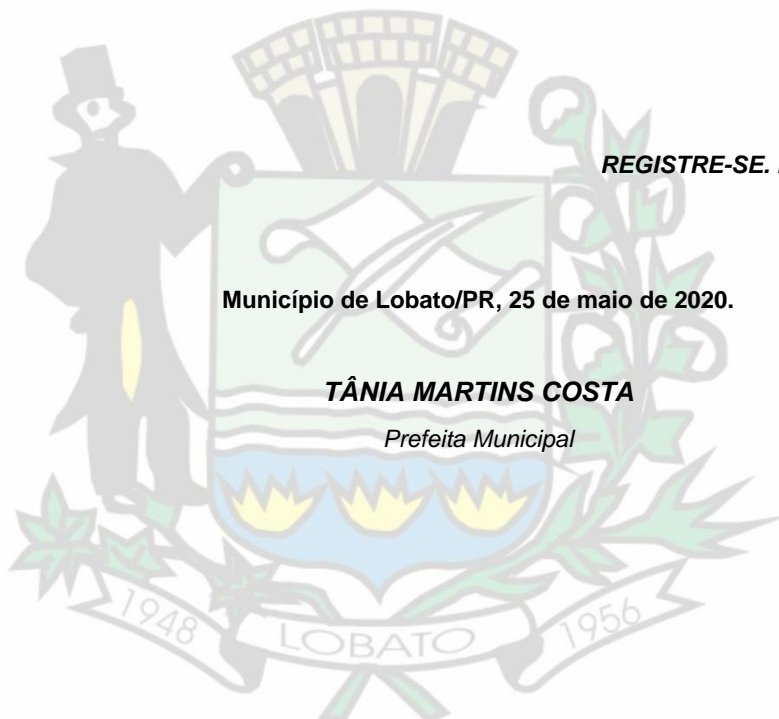 REGISTRE-SE.
Município de Lobato/PR, 25 de maio de 2020.
TÂNIA MARTINS COSTA
Prefeita Municipal
1948
LOBATO
1956